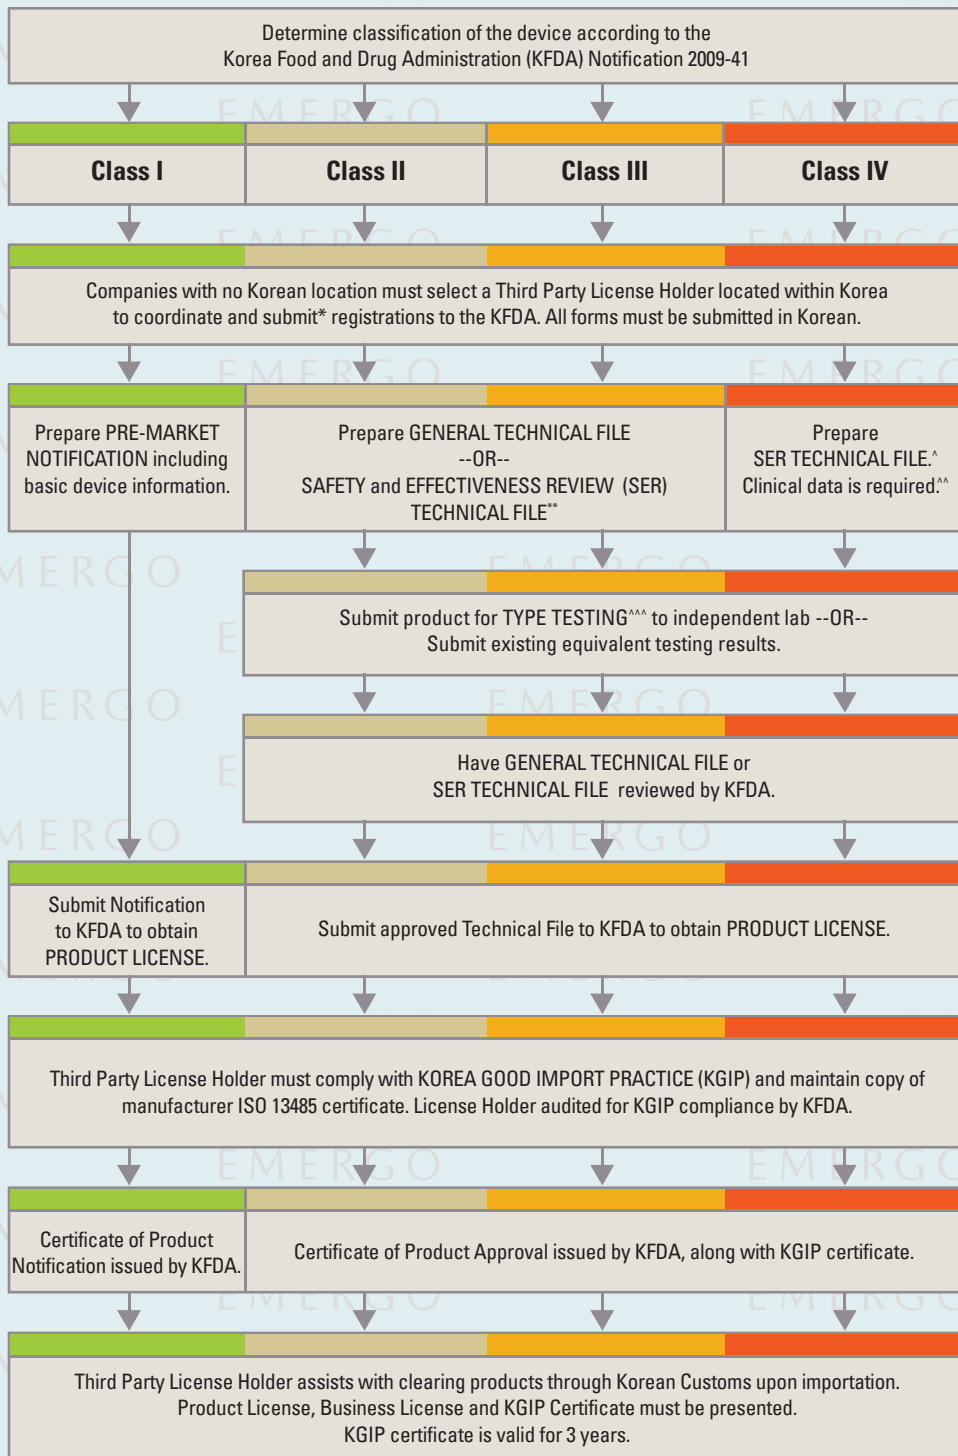 Determine classification of the device according to the
Korea Food and Drug Administration (KFDA) Notification 2009-41
Class I
Class II
Class III
Class IV
Companies with no Korean location must select a Third Party License Holder located within Korea
to coordinate and submit* registrations to the KFDA. All forms must be submitted in Korean.
Prepare PRE-MARKET
NOTIFICATION including
basic device information.
Prepare GENERAL TECHNICAL FILE
--OR--
SAFETY and EFFECTIVENESS REVIEW (SER)
TECHNICAL FILE**
Prepare
SER TECHNICAL FILE.^
Clinical data is required.^^
Submit product for TYPE TESTING^^^ to independent lab --OR--
Submit existing equivalent testing results.
Have GENERAL TECHNICAL FILE or
SER TECHNICAL FILE reviewed by KFDA.
Submit Notification
to KFDA to obtain
PRODUCT LICENSE.
Submit approved Technical File to KFDA to obtain PRODUCT LICENSE.
Third Party License Holder must comply with KOREA GOOD IMPORT PRACTICE (KGIP) and maintain copy of
manufacturer ISO 13485 certificate. License Holder audited for KGIP compliance by KFDA.
Certificate of Product
Notification issued by KFDA.
Certificate of Product Approval issued by KFDA, along with KGIP certificate.
Third Party License Holder assists with clearing products through Korean Customs upon importation.
Product License, Business License and KGIP Certificate must be presented.
KGIP certificate is valid for 3 years.
EMERGO